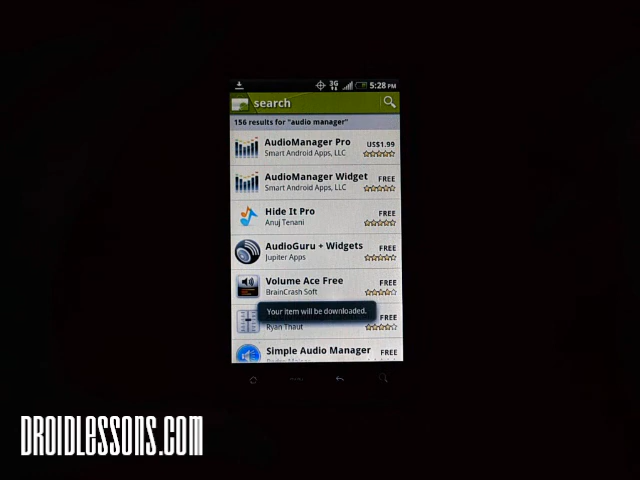 3G 5:28 PM
search
156 results for "audio manager"
AudioManager Pro US$1.99
Smart Android Apps, LLC
AudioManager Widget FREE
Smart Android Apps, LLC
Hide It Pro FREE
Anuj Tenani
AudioGuru + Widgets FREE
Jupiter Apps
Volume Ace Free FREE
BrainCrash Soft
Your item will be downloaded.
FREE
Ryan Thaut
Simple Audio Manager FREE
DROIDLESSONS.COM